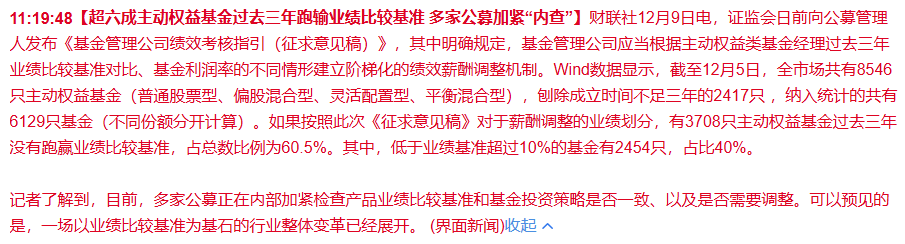 11:19:48【超六成主动权益基金过去三年跑输业绩比较基准 多家公募加紧“内查”】财联社12月9日电，证监会日前向公募管理
人发布《基金管理公司绩效考核指引（征求意见稿）》，其中明确规定，基金管理公司应当根据主动权益类基金经理过去三年
业绩比较基准对比、基金利润率的不同情形建立阶梯化的绩效薪酬调整机制。Wind数据显示，截至12月5日，全市场共有8546
只主动权益基金（普通股票型、偏股混合型、灵活配置型、平衡混合型），刨除成立时间不足三年的2417只 ，纳入统计的共有
6129只基金（不同份额分开计算）。如果按照此次《征求意见稿》对于薪酬调整的业绩划分，有3708只主动权益基金过去三年
没有跑赢业绩比较基准，占总数比例为60.5%。其中，低于业绩基准超过10%的基金有2454只，占比40%。
记者了解到，目前，多家公募正在内部加紧检查产品业绩比较基准和基金投资策略是否一致、以及是否需要调整。可以预见的
是，一场以业绩比较基准为基石的行业整体变革已经展开。 (界面新闻)收起